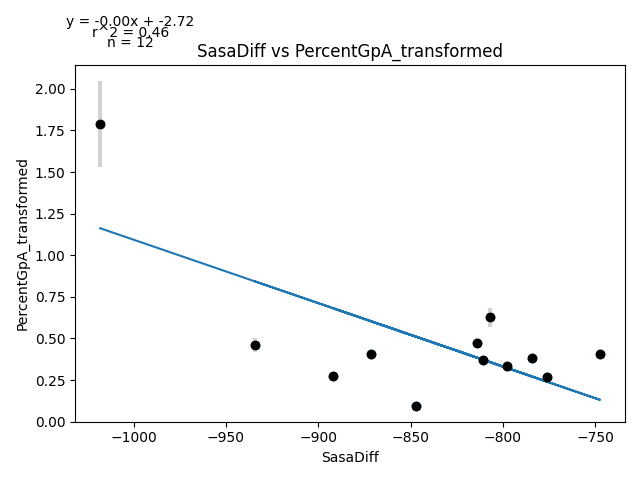 y = -0.00x + -2.72
r^2 = 0.46
n = 12
SasaDiff vs PercentGpA_transformed
2.00
1.75
1.50
1.25
1.00
0.75
0.50
0.25
0.00
PercentGpA_transformed
−1000
−950
−900
−850
−800
−750
SasaDiff